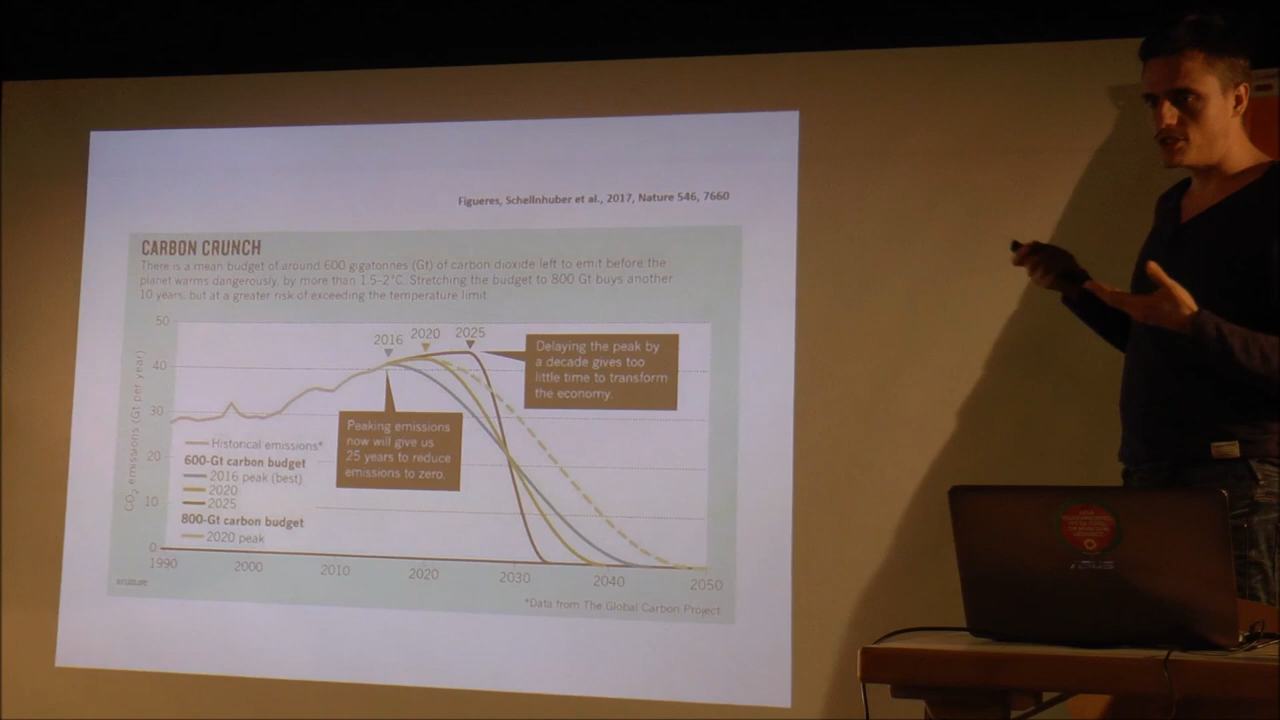 Figueres, Schellnhuber et al., 2017, Nature 546, 7660
CARBON CRUNCH
There is a mean budget of around 600 gigatonnes (Gt) of carbon dioxide left to emit before the
planet warms dangerously, by more than 1.5–2°C. Stretching the budget to 800 Gt buys another
10 years, but at a greater risk of exceeding the temperature limit.
CO2 emissions (Gt per year)
50
40
30
20
10
0
2016
2020
2025
Delaying the peak by
a decade gives too
little time to transform
the economy.
Peaking emissions
now will give us
25 years to reduce
emissions to zero.
Historical emissions*
600-Gt carbon budget
2016 peak (best)
2020
2025
800-Gt carbon budget
2020 peak
1990
2000
2010
2020
2030
2040
2050
*Data from The Global Carbon Project
ASUS